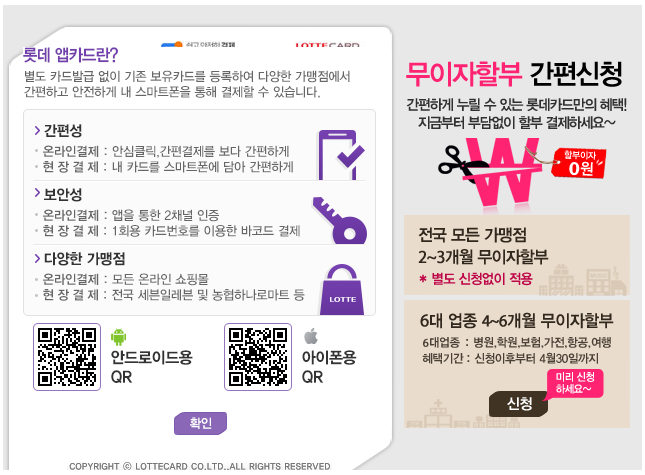 LOTTECARD
롯데 앱카드란?
별도 카드발급 없이 기존 보유카드를 등록하여 다양한 가맹점에서
간편하고 안전하게 내 스마트폰을 통해 결제할 수 있습니다.
간편성
온라인결제 : 안심클릭,간편결제를 보다 간편하게
현 장 결 제 : 내 카드를 스마트폰에 담아 간편하게
보안성
온라인결제 : 앱을 통한 2채널 인증
현 장 결 제 : 1회용 카드번호를 이용한 바코드 결제
다양한 가맹점
온라인결제 : 모든 온라인 쇼핑몰
현 장 결 제 : 전국 세븐일레븐 및 농협하나로마트 등
LOTTE
안드로이드용
QR
아이폰용
QR
확인
COPYRIGHT ⓒ LOTTECARD CO.LTD.,ALL RIGHTS RESERVED
무이자할부 간편신청
간편하게 누릴 수 있는 롯데카드만의 혜택!
지금부터 부담없이 할부 결제하세요~
W
할부이자
0원
전국 모든 가맹점
2~3개월 무이자할부
* 별도 신청없이 적용
6대 업종 4~6개월 무이자할부
6대업종 : 병원,학원,보험,가전,항공,여행
혜택기간 : 신청이후부터 4월30일까지
미리 신청
하세요~
신청